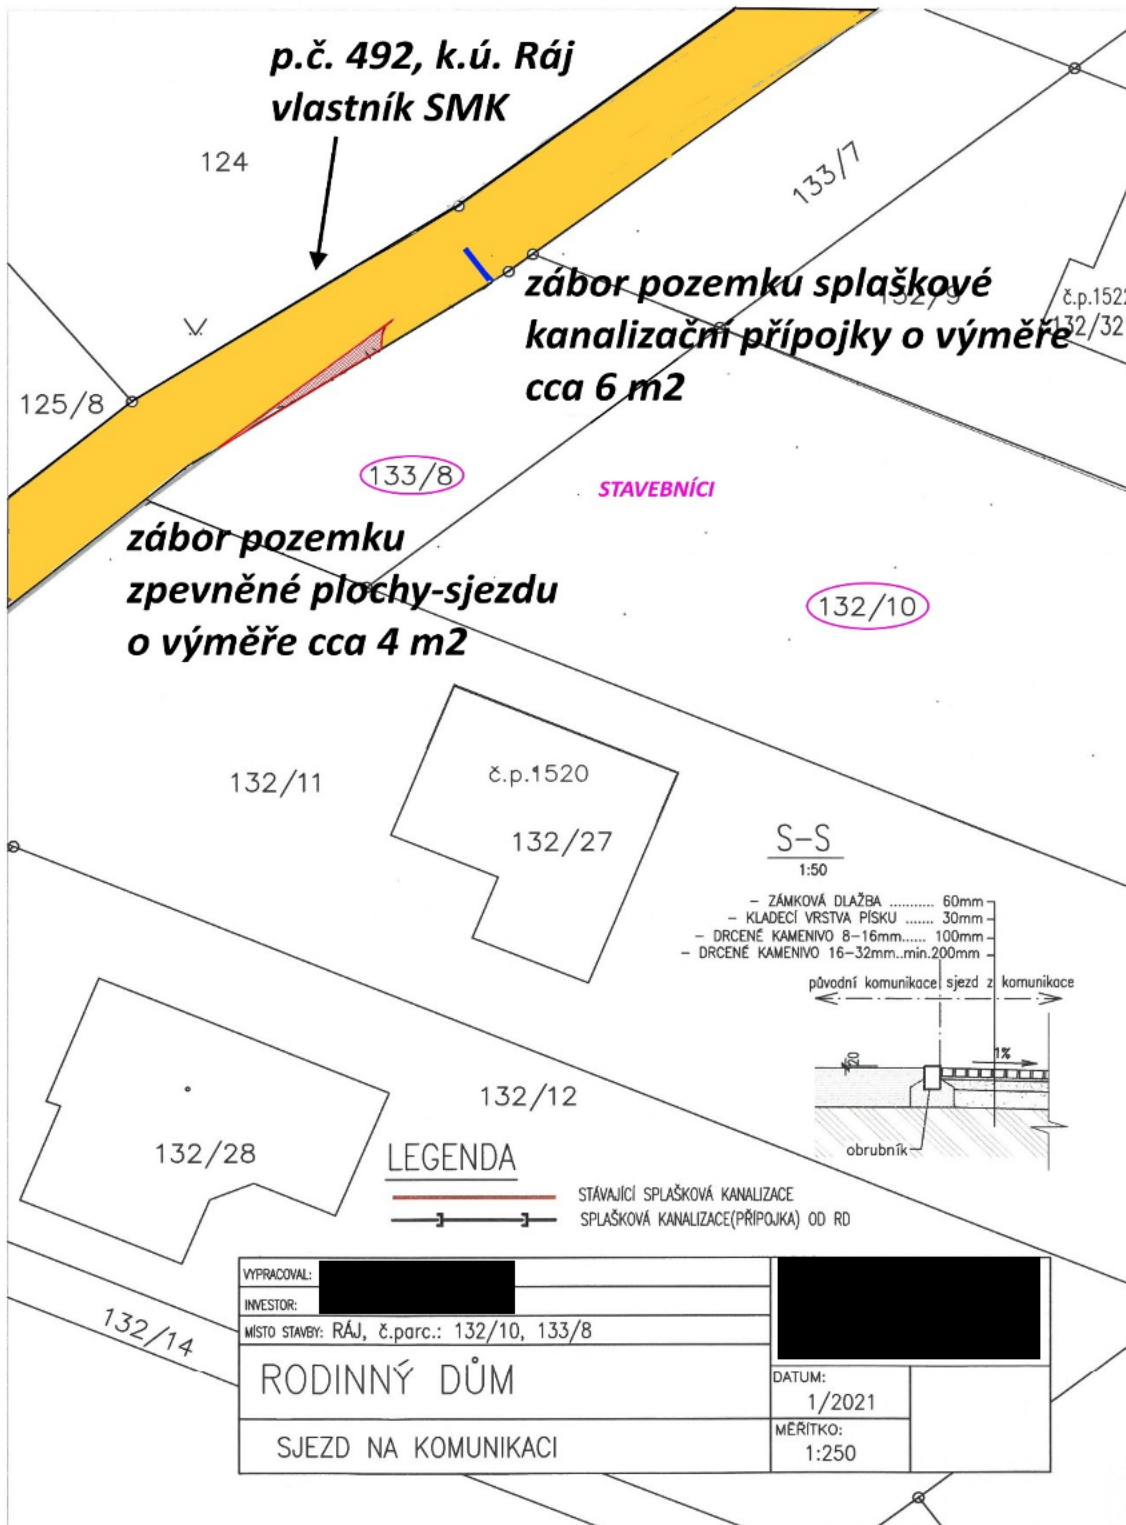 p.č. 492, k.ú. Ráj
vlastník SMK
124
133/7
zábor pozemku splaškové
kanalizační přípojky o výměře
cca 6 m2
132/9
č.p.1522
132/32
125/8
133/8
STAVEBNÍCI
zábor pozemku
zpevněné plochy-sjezdu
o výměře cca 4 m2
132/10
132/11
č.p.1520
132/27
S-S
1:50
- ZÁMKOVÁ DLAŽBA .......... 60mm
- KLADECÍ VRSTVA PÍSKU ....... 30mm
- DRCENÉ KAMENIVO 8-16mm...... 100mm
- DRCENÉ KAMENIVO 16-32mm..min.200mm
původní komunikace sjezd z komunikace
20
1%
obrubník
132/12
132/28
LEGENDA
STÁVAJÍCÍ SPLAŠKOVÁ KANALIZACE
SPLAŠKOVÁ KANALIZACE(PŘÍPOJKA) OD RD
132/14
VYPRACOVAL:
INVESTOR:
MÍSTO STAVBY: RÁJ, č.parc.: 132/10, 133/8
RODINNÝ DŮM
SJEZD NA KOMUNIKACI
DATUM:
1/2021
MĚŘÍTKO:
1:250